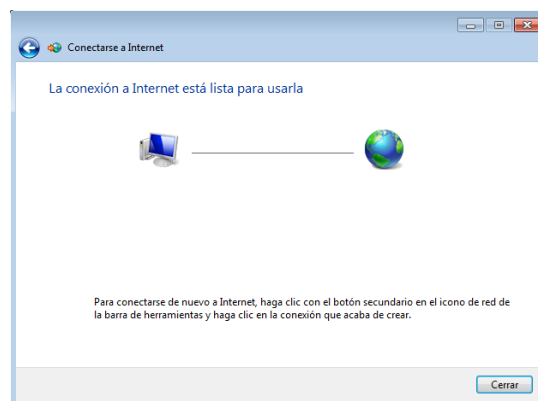 Conectarse a Internet
La conexión a Internet está lista para usarla
Para conectarse de nuevo a Internet, haga clic con el botón secundario en el icono de red de
la barra de herramientas y haga clic en la conexión que acaba de crear.
Cerrar